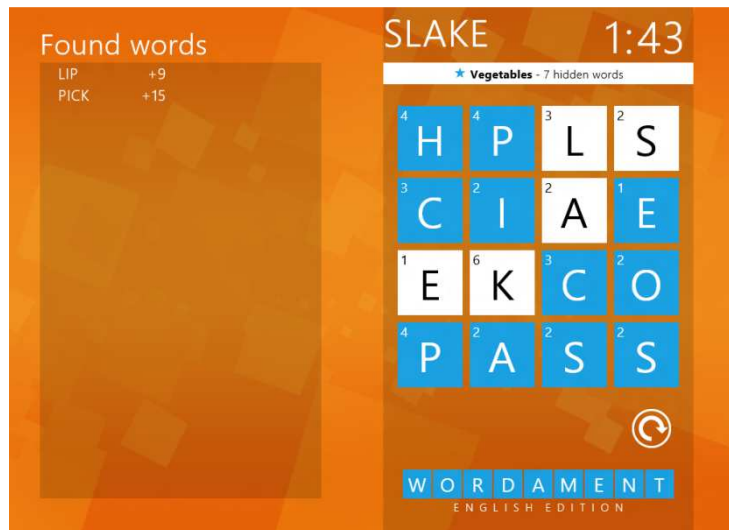 Found words
LIP +9
PICK +15
SLAKE 1:43
★ Vegetables - 7 hidden words
4 H 4 P 3 L 2 S
3 C 2 I 2 A 1 E
1 E 6 K 3 C 2 O
4 P 2 A 2 S 2 S
WORDAMENT
ENGLISH EDITION